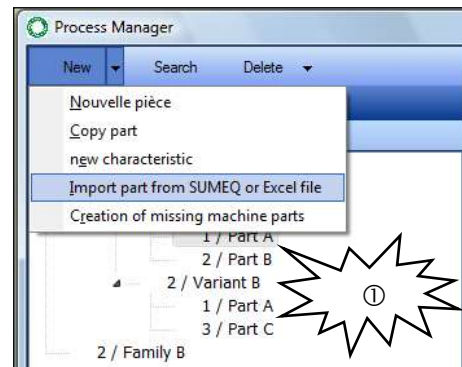 Process Manager
New Search Delete
Nouvelle pièce
Copy part
new characteristic
Import part from SUMEQ or Excel file
Creation of missing machine parts
1 / Part A
2 / Part B
2 / Variant B
1 / Part A
3 / Part C
2 / Family B
①